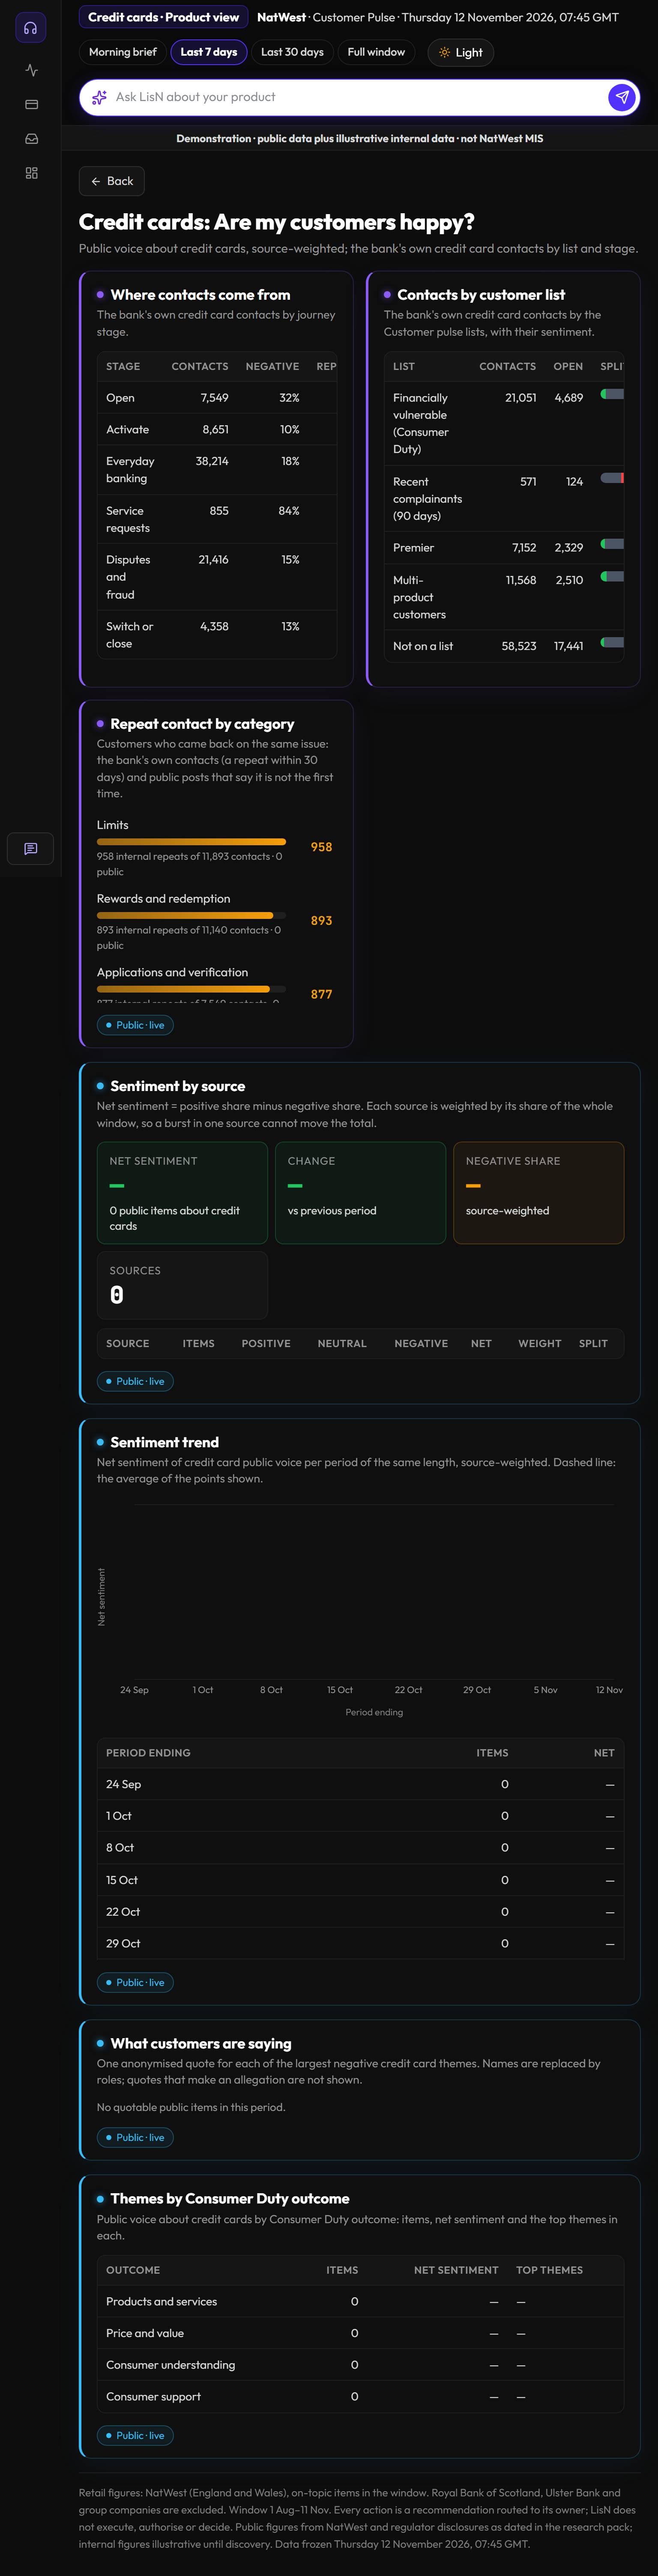 Credit cards · Product view NatWest · Customer Pulse · Thursday 12 November 2026, 07:45 GMT
Morning brief Last 7 days Last 30 days Full window Light
Ask LisN about your product
Demonstration · public data plus illustrative internal data · not NatWest MIS
← Back
Credit cards: Are my customers happy?
Public voice about credit cards, source-weighted; the bank's own credit card contacts by list and stage.
Where contacts come from
The bank's own credit card contacts by journey
stage.
STAGE CONTACTS NEGATIVE REP
Open 7,549 32%
Activate 8,651 10%
Everyday
banking 38,214 18%
Service
requests 855 84%
Disputes
and
fraud 21,416 15%
Switch or
close 4,358 13%
Contacts by customer list
The bank's own credit card contacts by the
Customer pulse lists, with their sentiment.
LIST CONTACTS OPEN SPLIT
Financially
vulnerable
(Consumer
Duty) 21,051 4,689
Recent
complainants
(90 days) 571 124
Premier 7,152 2,329
Multi-
product
customers 11,568 2,510
Not on a list 58,523 17,441
Repeat contact by category
Customers who came back on the same issue:
the bank's own contacts (a repeat within 30
days) and public posts that say it is not the first
time.
Limits
958
958 internal repeats of 11,893 contacts · 0
public
Rewards and redemption
893
893 internal repeats of 11,140 contacts · 0
public
Applications and verification
877
877 internal repeats of 7,549 contacts · 0
Public · live
Sentiment by source
Net sentiment = positive share minus negative share. Each source is weighted by its share of the whole
window, so a burst in one source cannot move the total.
NET SENTIMENT
—
0 public items about credit
cards
CHANGE
—
vs previous period
NEGATIVE SHARE
—
source-weighted
SOURCES
0
SOURCE ITEMS POSITIVE NEUTRAL NEGATIVE NET WEIGHT SPLIT
Public · live
Sentiment trend
Net sentiment of credit card public voice per period of the same length, source-weighted. Dashed line:
the average of the points shown.
Net sentiment
24 Sep 1 Oct 8 Oct 15 Oct 22 Oct 29 Oct 5 Nov 12 Nov
Period ending
PERIOD ENDING ITEMS NET
24 Sep 0 —
1 Oct 0 —
8 Oct 0 —
15 Oct 0 —
22 Oct 0 —
29 Oct 0 —
Public · live
What customers are saying
One anonymised quote for each of the largest negative credit card themes. Names are replaced by
roles; quotes that make an allegation are not shown.
No quotable public items in this period.
Public · live
Themes by Consumer Duty outcome
Public voice about credit cards by Consumer Duty outcome: items, net sentiment and the top themes in
each.
OUTCOME ITEMS NET SENTIMENT TOP THEMES
Products and services 0 — —
Price and value 0 — —
Consumer understanding 0 — —
Consumer support 0 — —
Public · live
Retail figures: NatWest (England and Wales), on-topic items in the window. Royal Bank of Scotland, Ulster Bank and
group companies are excluded. Window 1 Aug–11 Nov. Every action is a recommendation routed to its owner; LisN does
not execute, authorise or decide. Public figures from NatWest and regulator disclosures as dated in the research pack;
internal figures illustrative until discovery. Data frozen Thursday 12 November 2026, 07:45 GMT.